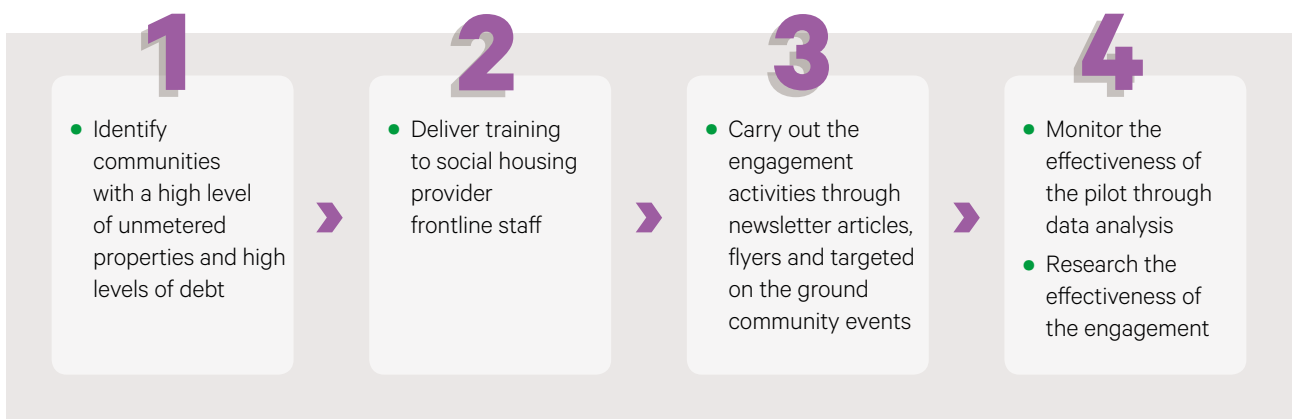 1
Identify
communities
with a high level
of unmetered
properties and high
levels of debt
2
Deliver training
to social housing
provider
frontline staff
3
Carry out the
engagement
activities through
newsletter articles,
flyers and targeted
on the ground
community events
4
Monitor the
effectiveness of
the pilot through
data analysis
Research the
effectiveness of
the engagement